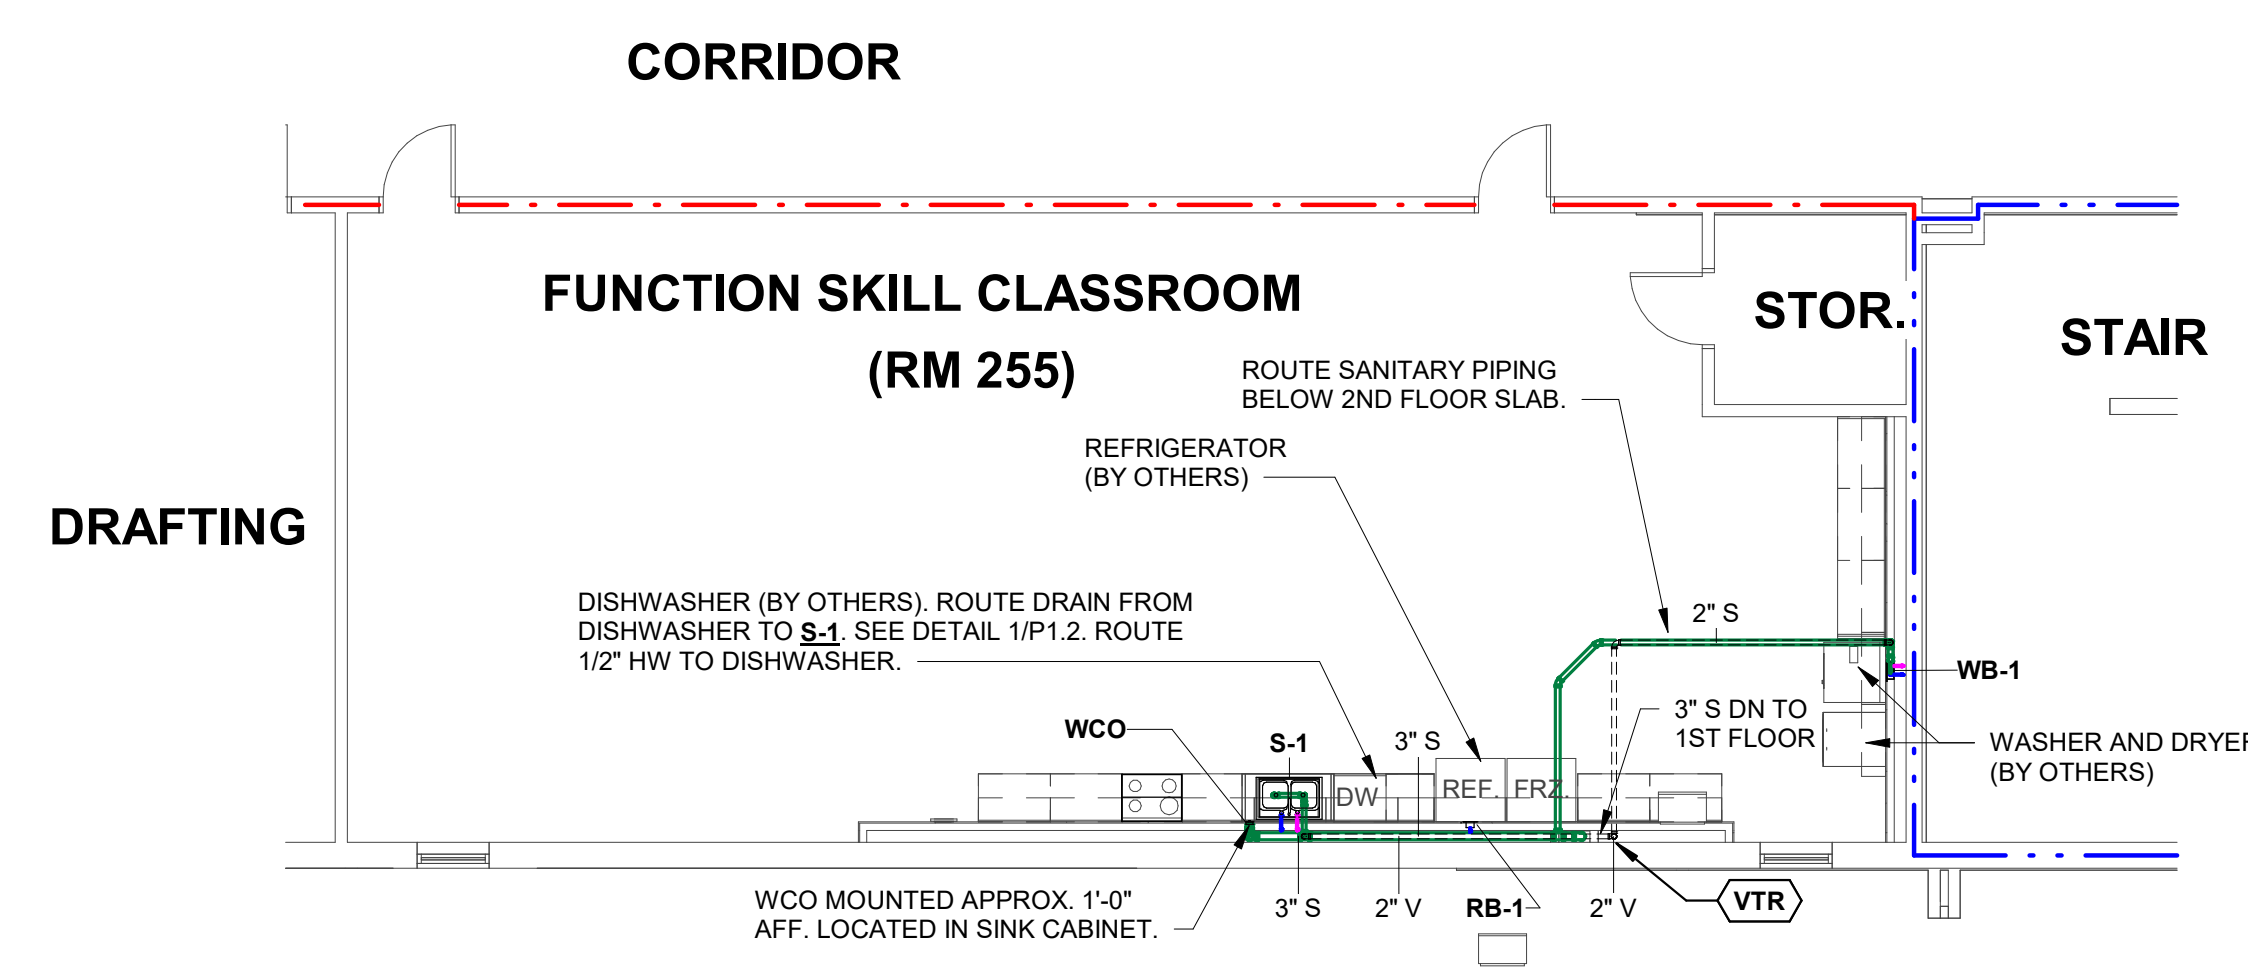 CORRIDOR
FUNCTION SKILL CLASSROOM
(RM 255)
STOR.
STAIR
DRAFTING
ROUTE SANITARY PIPING
BELOW 2ND FLOOR SLAB.
REFRIGERATOR
(BY OTHERS)
DISHWASHER (BY OTHERS). ROUTE DRAIN FROM
DISHWASHER TO S-1. SEE DETAIL 1/P1.2. ROUTE
1/2" HW TO DISHWASHER.
2" S
WB-1
3" S DN TO
1ST FLOOR
WASHER AND DRYER
(BY OTHERS)
WCO
S-1
3" S
DW
REF.
FRZ.
WCO MOUNTED APPROX. 1'-0"
AFF. LOCATED IN SINK CABINET.
3" S
2" V
RB-1
2" V
VTR